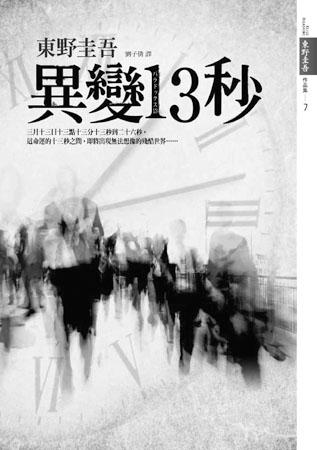 東野圭吾
劉子倩 譯
異變13秒
パラドックス13
三月十三日十三點十三分十三秒到二十六秒，
這命運的十三秒之間，即將出現無法想像的殘酷世界……
東野圭吾
作品集
7